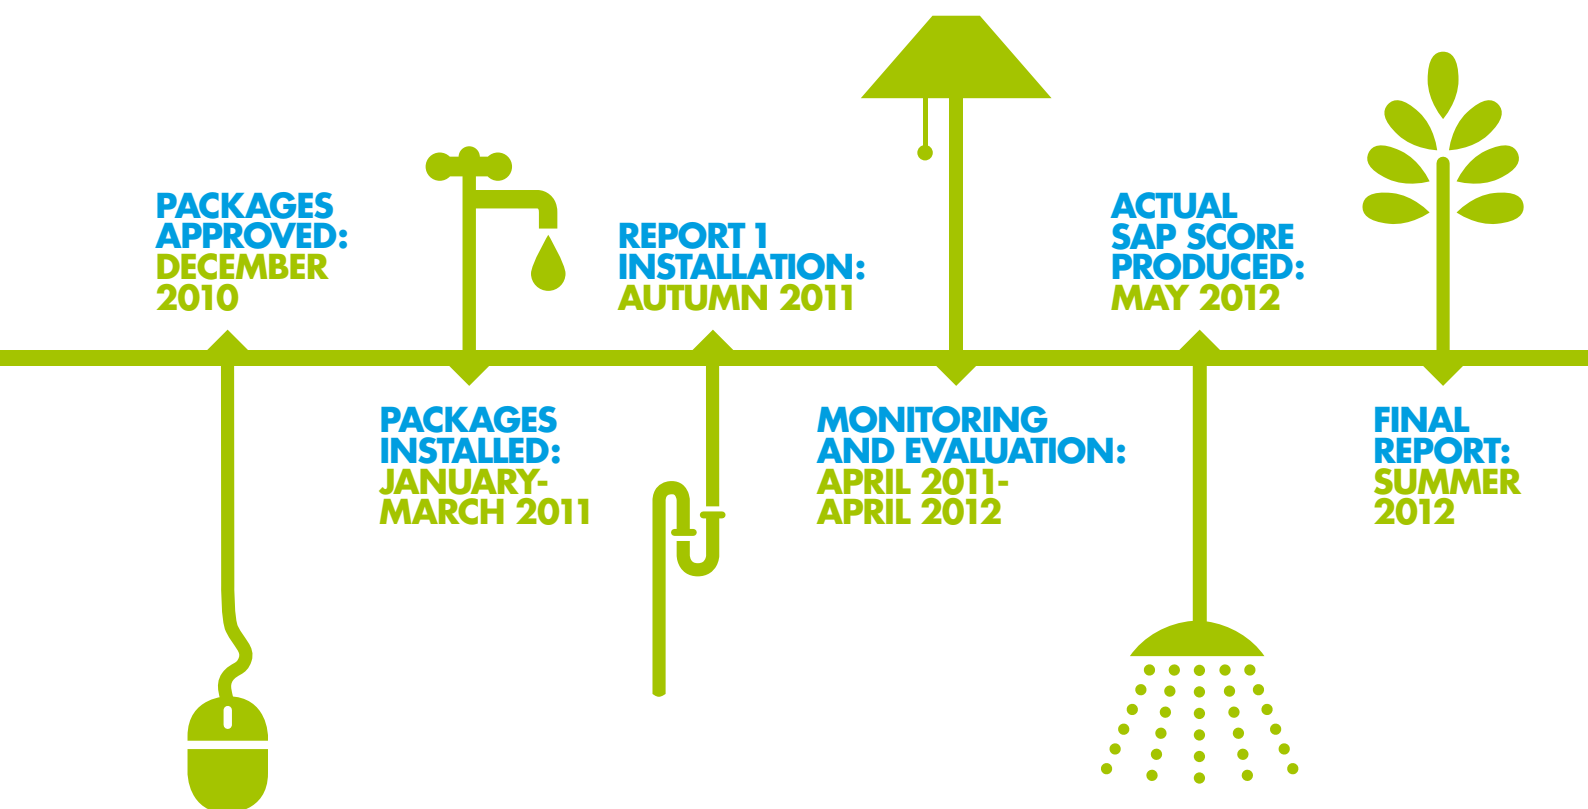 PACKAGES
APPROVED:
DECEMBER
2010
PACKAGES
INSTALLED:
JANUARY-
MARCH 2011
REPORT 1
INSTALLATION:
AUTUMN 2011
MONITORING
AND EVALUATION:
APRIL 2011-
APRIL 2012
ACTUAL
SAP SCORE
PRODUCED:
MAY 2012
FINAL
REPORT:
SUMMER
2012